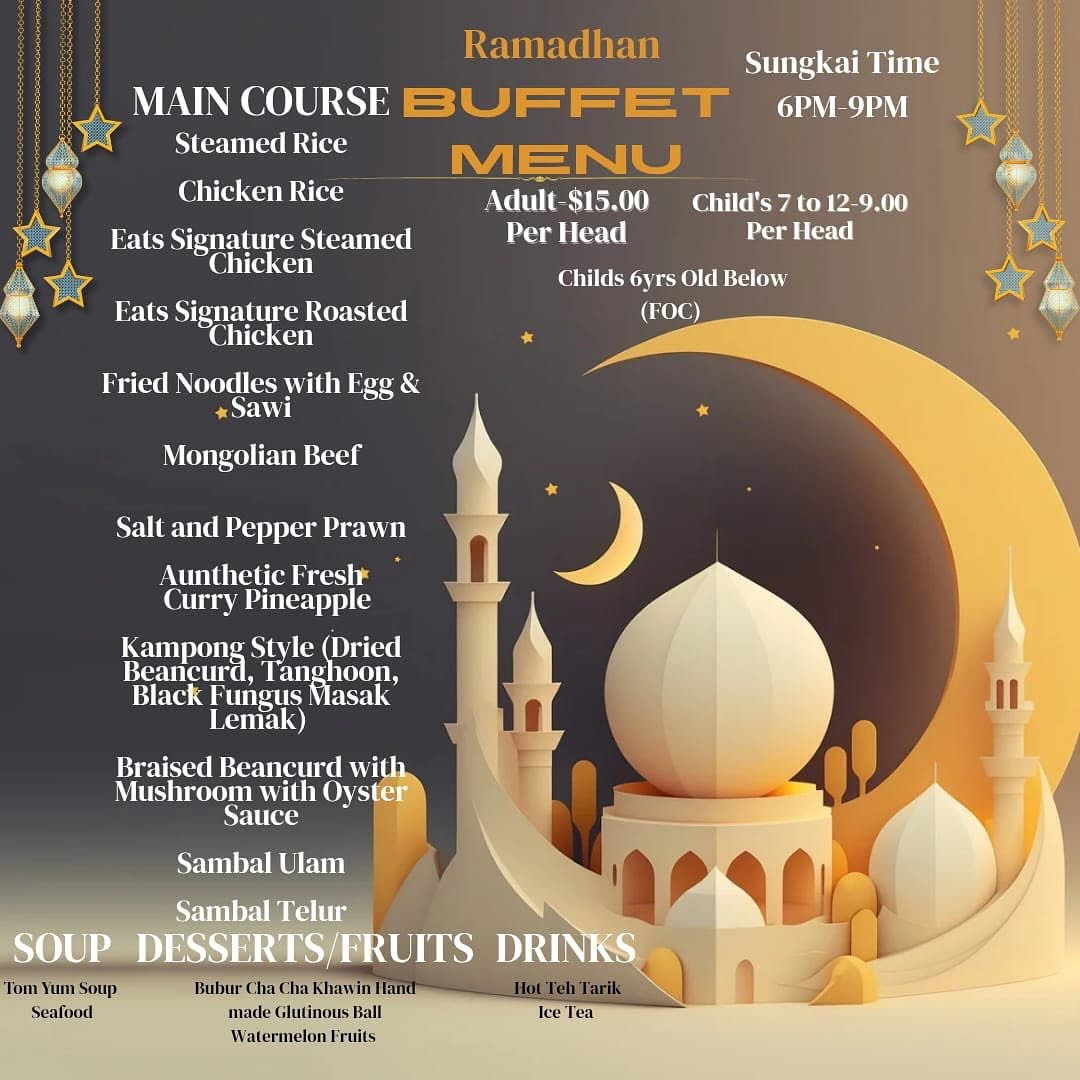 Ramadhan
BUFFET
MENU
Sungkai Time
6PM-9PM
Adult-$15.00
Per Head
Child's 7 to 12-9.00
Per Head
Childs 6yrs Old Below
(FOC)
MAIN COURSE
Steamed Rice
Chicken Rice
Eats Signature Steamed
Chicken
Eats Signature Roasted
Chicken
Fried Noodles with Egg &
Sawi
Mongolian Beef
Salt and Pepper Prawn
Aunthetic Fresh
Curry Pineapple
Kampong Style (Dried
Beancurd, Tanghoon,
Black Fungus Masak
Lemak)
Braised Beancurd with
Mushroom with Oyster
Sauce
Sambal Ulam
Sambal Telur
SOUP
Tom Yum Soup
Seafood
DESSERTS/FRUITS
Bubur Cha Cha Khawin Hand
made Glutinous Ball
Watermelon Fruits
DRINKS
Hot Teh Tarik
Ice Tea